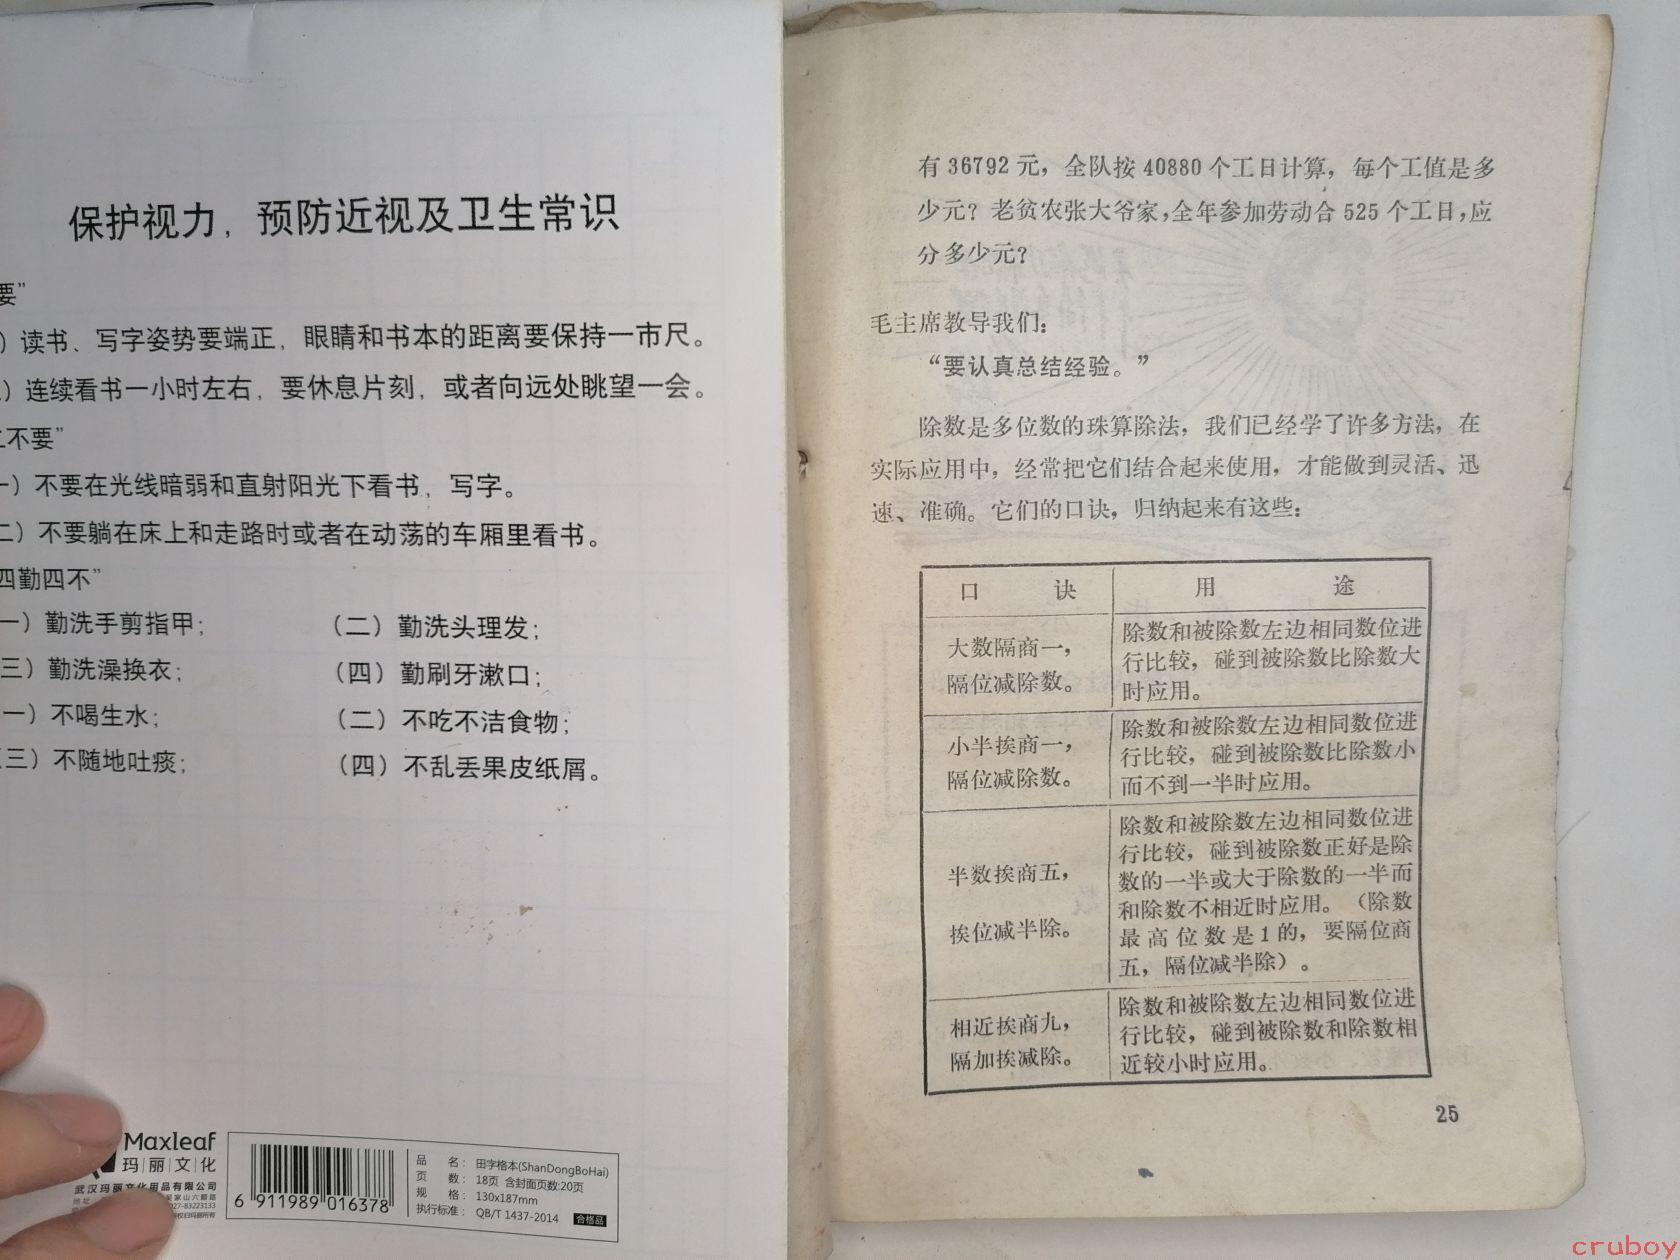 保护视力，预防近视及卫生常识
要”
）读书、写字姿势要端正，眼睛和书本的距离要保持一市尺。
）连续看书一小时左右，要休息片刻，或者向远处眺望一会。
二不要”
一）不要在光线暗弱和直射阳光下看书，写字。
二）不要躺在床上和走路时或者在动荡的车厢里看书。
四勤四不”
一）勤洗手剪指甲；
（二）勤洗头理发；
三）勤洗澡换衣；
（四）勤刷牙漱口；
一）不喝生水；
（二）不吃不洁食物；
（三）不随地吐痰；
（四）不乱丢果皮纸屑。
Maxleaf
玛丽文化
武汉玛丽文化用品有限公司
6 911989 016378
品 名： 田字格本(ShanDongBoHai)
页 数： 18页 含封面页数:20页
规 格： 130x187mm
执行标准： QB/T 1437-2014 合格品
有 36792 元，全队按 40880 个工日计算，每个工值是多
少元？老贫农张大爷家，全年参加劳动合 525 个工日，应
分多少元？
毛主席教导我们：
“要认真总结经验。”
除数是多位数的珠算除法，我们已经学了许多方法，在
实际应用中，经常把它们结合起来使用，才能做到灵活、迅
速、准确。它们的口诀，归纳起来有这些：
口 诀
用 途
大数隔商一，
隔位减除数。
除数和被除数左边相同数位进
行比较，碰到被除数比除数大
时应用。
小半挨商一，
隔位减除数。
除数和被除数左边相同数位进
行比较，碰到被除数比除数小
而不到一半时应用。
半数挨商五，
挨位减半除。
除数和被除数左边相同数位进
行比较，碰到被除数正好是除
数的一半或大于除数的一半而
和除数不相近时应用。（除数
最高位数是1的，要隔位商
五，隔位减半除）。
相近挨商九，
隔加挨减除。
除数和被除数左边相同数位进
行比较，碰到被除数和除数相
近较小时应用。
25
cruboy